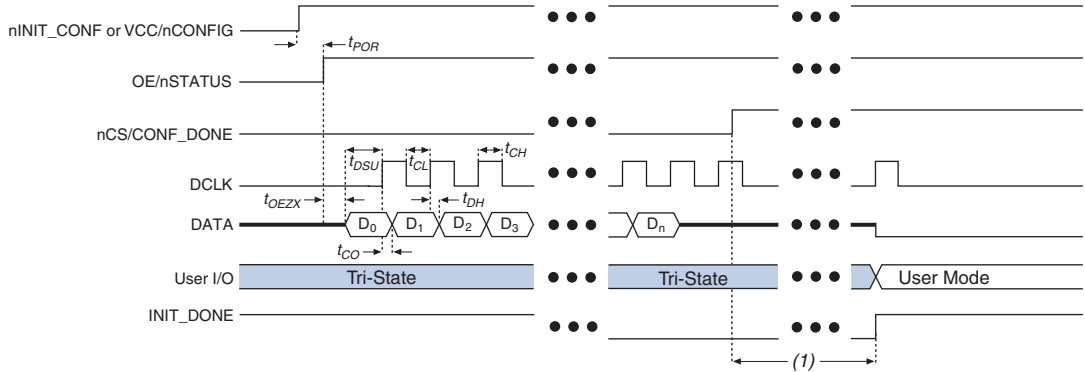 nINIT_CONF or VCC/nCONFIG
tPOR
OE/nSTATUS
nCS/CONF_DONE
tDSU
tCL
tCH
DCLK
tOEZX
tDH
DATA
D0 D1 D2 D3 Dn
tCO
User I/O Tri-State Tri-State User Mode
INIT_DONE
(1)